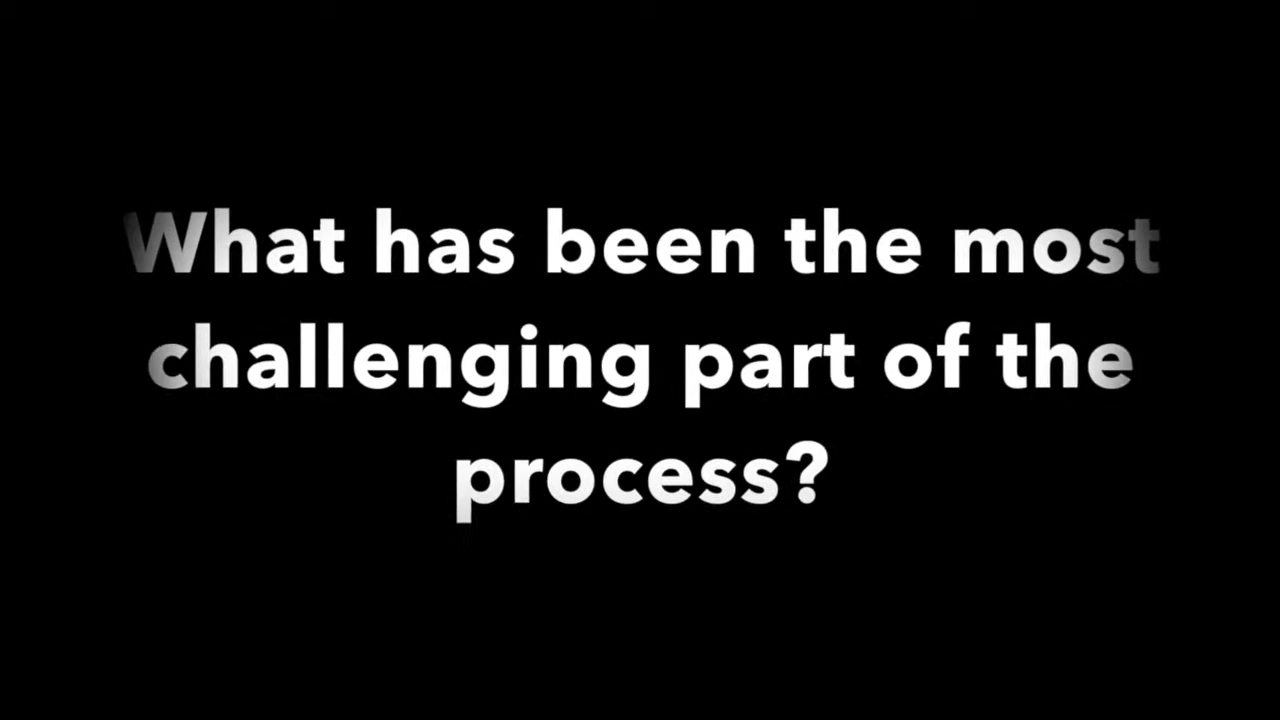 What has been the most
challenging part of the
process?